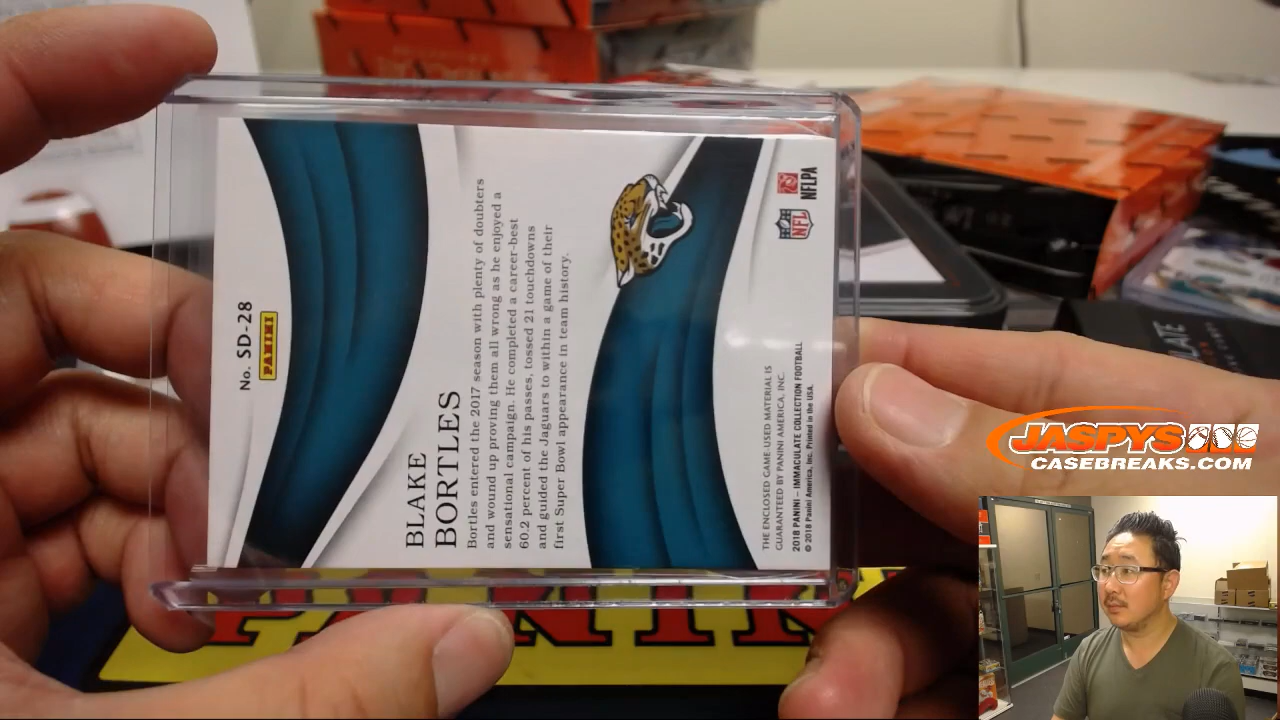 No. SD-28
PANINI
BLAKE
BORTLES
Bortles entered the 2017 season with plenty of doubters
and wound up proving them all wrong as he enjoyed a
sensational campaign. He completed a career-best
60.2 percent of his passes, tossed 21 touchdowns
and guided the Jaguars to within a game of their
first Super Bowl appearance in team history.
NFL
NFLPA
THE ENCLOSED GAME-USED MATERIAL IS
GUARANTEED BY PANINI AMERICA, INC.
2018 PANINI – IMMACULATE COLLECTION FOOTBALL
© 2018 Panini America, Inc. Printed in the USA.
PANINI
JASPYS
CASEBREAKS.COM